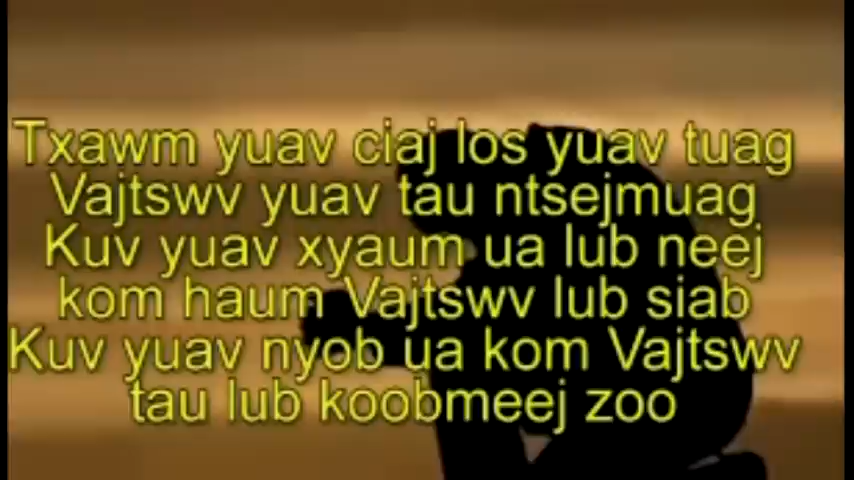 Txawm yuav ciaj los yuav tuag
Vajtswv yuav tau ntsejmuag
Kuv yuav xyaum ua lub neej
kom haum Vajtswv lub siab
Kuv yuav nyob ua kom Vajtswv
tau lub koobmeej zoo